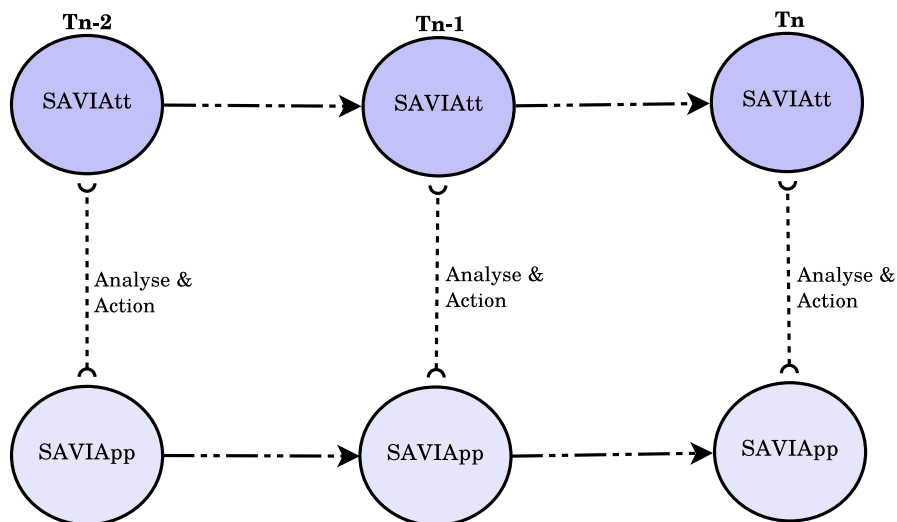 Tn-2
Tn-1
Tn
SAVIAtt
SAVIAtt
SAVIAtt
Analyse &
Action
Analyse &
Action
Analyse &
Action
SAVIApp
SAVIApp
SAVIApp